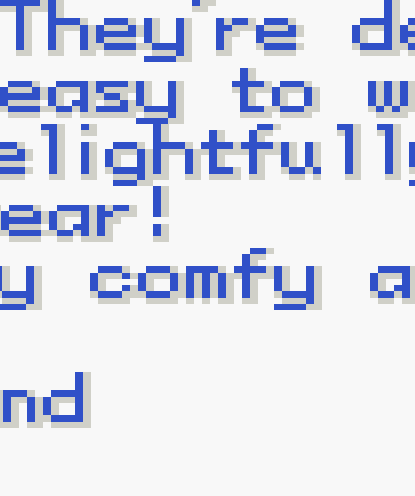 They're de
easy to w
elightfully
ear!
y comfy a
nd